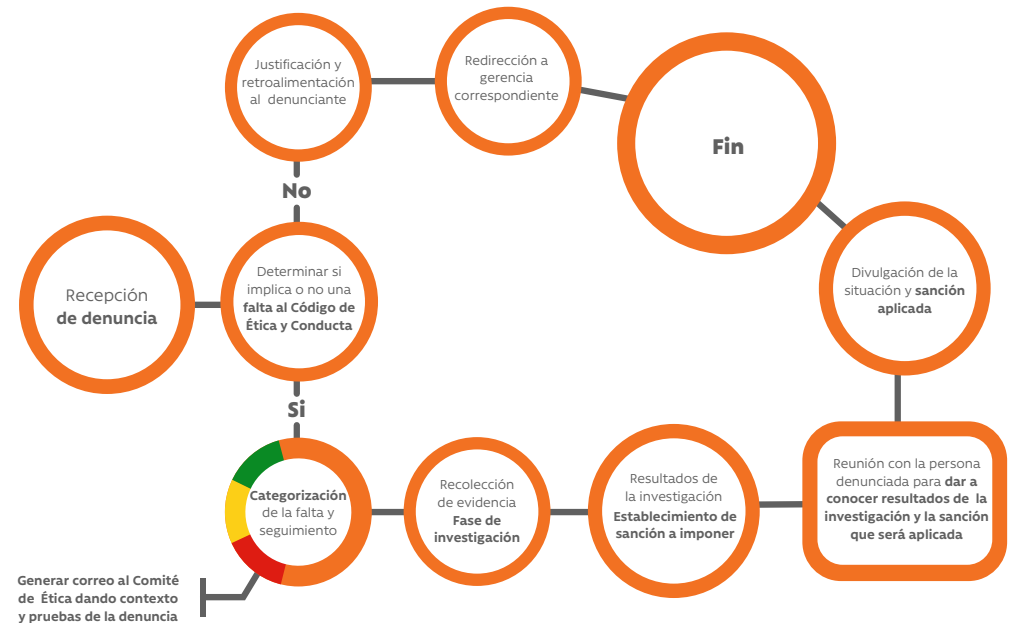 Recepción
de denuncia
Determinar si
implica o no una
falta al Código de
Ética y Conducta
No
Justificación y
retroalimentación
al denunciante
Redirección a
gerencia
correspondiente
Fin
Si
Categorización
de la falta y
seguimiento
Generar correo al Comité
de Ética dando contexto
y pruebas de la denuncia
Recolección
de evidencia
Fase de
investigación
Resultados de
la investigación
Establecimiento de
sanción a imponer
Reunión con la persona
denunciada para dar a
conocer resultados de la
investigación y la sanción
que será aplicada
Divulgación de la
situación y sanción
aplicada